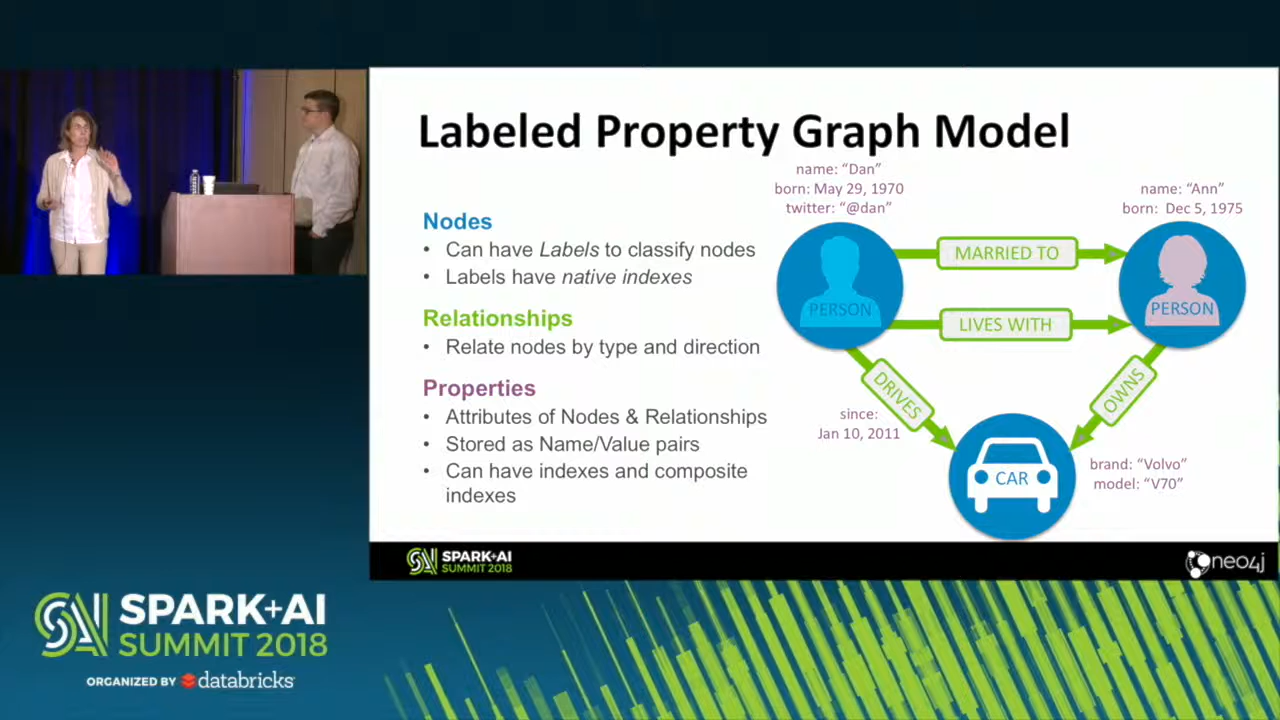 Labeled Property Graph Model
name: “Dan”
born: May 29, 1970
twitter: “@dan”
name: “Ann”
born: Dec 5, 1975
Nodes
• Can have Labels to classify nodes
• Labels have native indexes
Relationships
• Relate nodes by type and direction
Properties
• Attributes of Nodes & Relationships
• Stored as Name/Value pairs
• Can have indexes and composite
indexes
PERSON
MARRIED TO
LIVES WITH
PERSON
DRIVES
OWNS
since:
Jan 10, 2011
CAR
brand: “Volvo”
model: “V70”
SPARK+AI
SUMMIT 2018
neo4j
SPARK+AI
SUMMIT 2018
ORGANIZED BY databricks